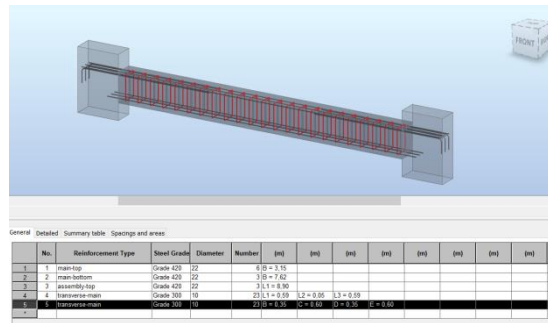 FRONT
General Detailed Summary table Spacings and areas
No. Reinforcement Type Steel Grade Diameter Number (m) (m) (m) (m) (m) (m) (m)
1 1 main-top Grade 420 22 6 B = 3,15
2 2 main-bottom Grade 420 22 3 B = 7,62
3 3 assembly-top Grade 420 22 3 L1 = 8,90
4 4 transverse-main Grade 300 10 23 L1 = 0,59 L2 = 0,05 L3 = 0,59
5 5 transverse-main Grade 300 10 23 B = 0,35 C = 0,60 D = 0,35 E = 0,60
*